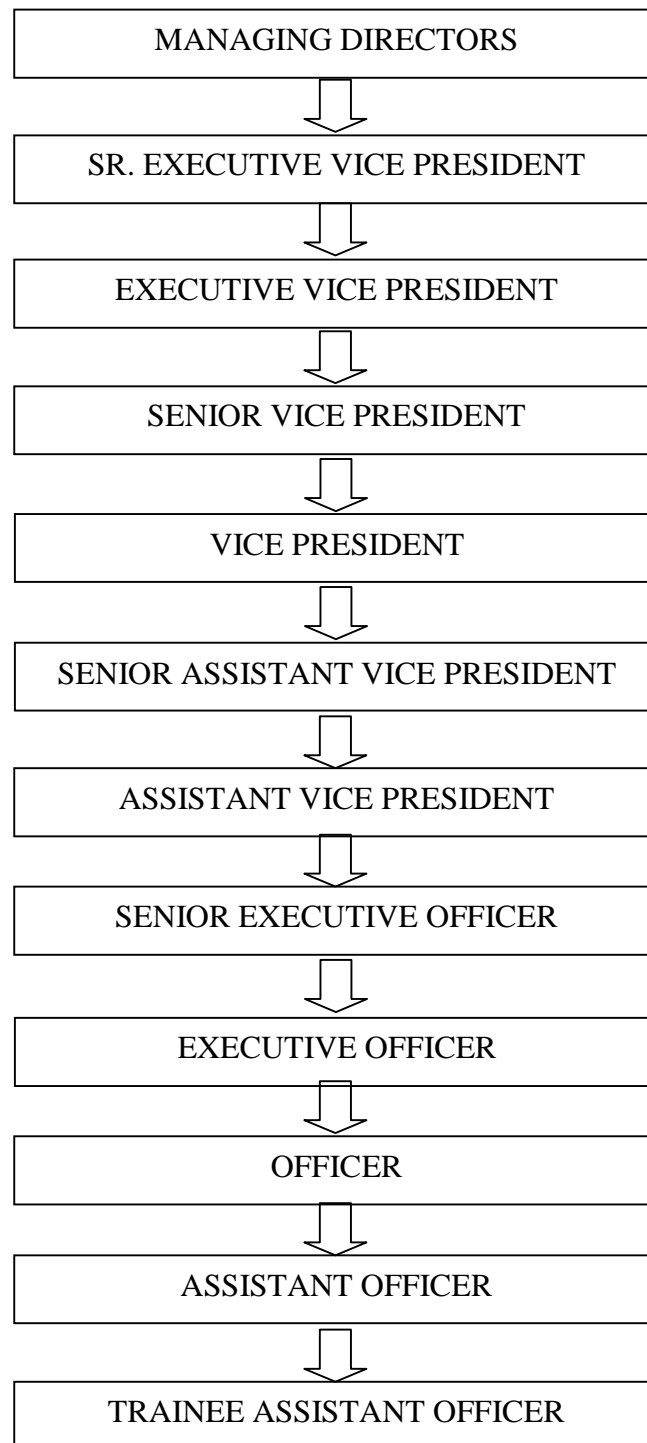 MANAGING DIRECTORS
SR. EXECUTIVE VICE PRESIDENT
EXECUTIVE VICE PRESIDENT
SENIOR VICE PRESIDENT
VICE PRESIDENT
SENIOR ASSISTANT VICE PRESIDENT
ASSISTANT VICE PRESIDENT
SENIOR EXECUTIVE OFFICER
EXECUTIVE OFFICER
OFFICER
ASSISTANT OFFICER
TRAINEE ASSISTANT OFFICER